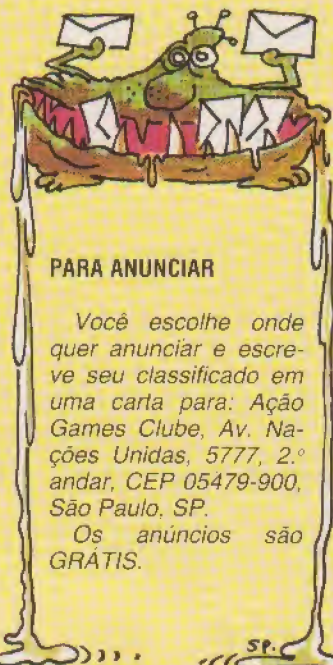 PARA ANUNCIAR
Você escolhe onde
quer anunciar e escre-
ve seu classificado em
uma carta para: Ação
Games Clube, Av. Na-
ções Unidas, 5777, 2.º
andar, CEP 05479-900,
São Paulo, SP.
Os anúncios são
GRÁTIS.
SP.